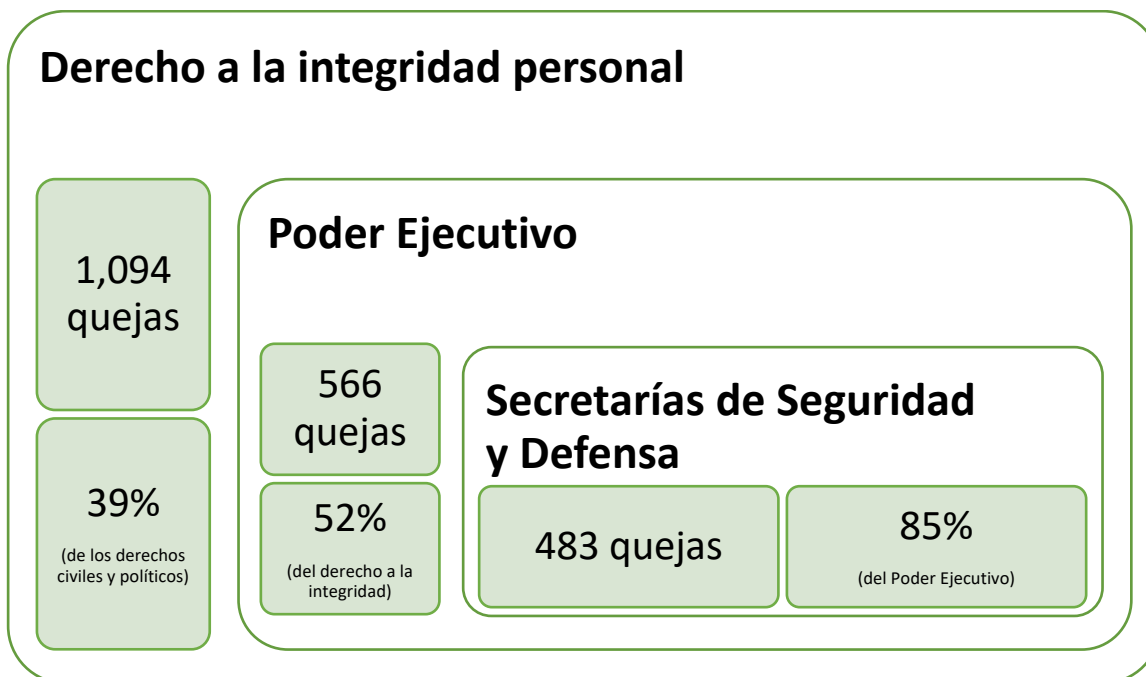 Derecho a la integridad personal
1,094
quejas
39%
(de los derechos
civiles y políticos)
Poder Ejecutivo
566
quejas
52%
(del derecho a la
integridad)
Secretarías de Seguridad
y Defensa
483 quejas
85%
(del Poder Ejecutivo)